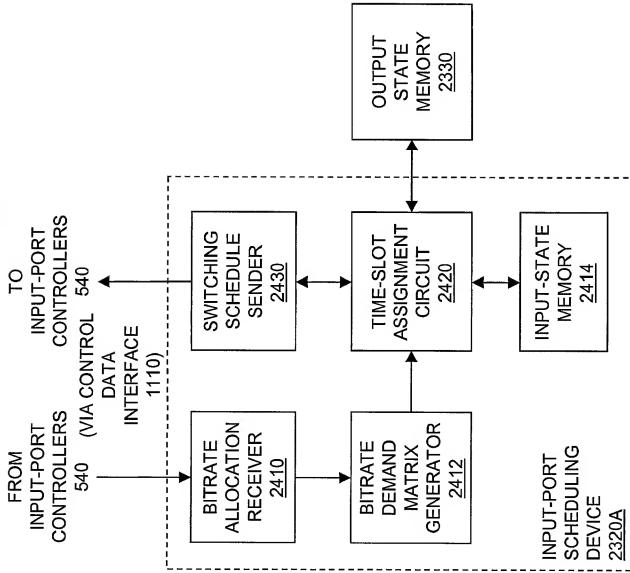 FROM
INPUT-PORT
CONTROLLERS
540
(VIA CONTROL
DATA
INTERFACE
1110)
TO
INPUT-PORT
CONTROLLERS
540
BITRATE
ALLOCATION
RECEIVER
2410
SWITCHING
SCHEDULE
SENDER
2430
BITRATE
DEMAND
MATRIX
GENERATOR
2412
TIME-SLOT
ASSIGNMENT
CIRCUIT
2420
OUTPUT
STATE
MEMORY
2330
INPUT-PORT
SCHEDULING
DEVICE
2320A
INPUT-STATE
MEMORY
2414